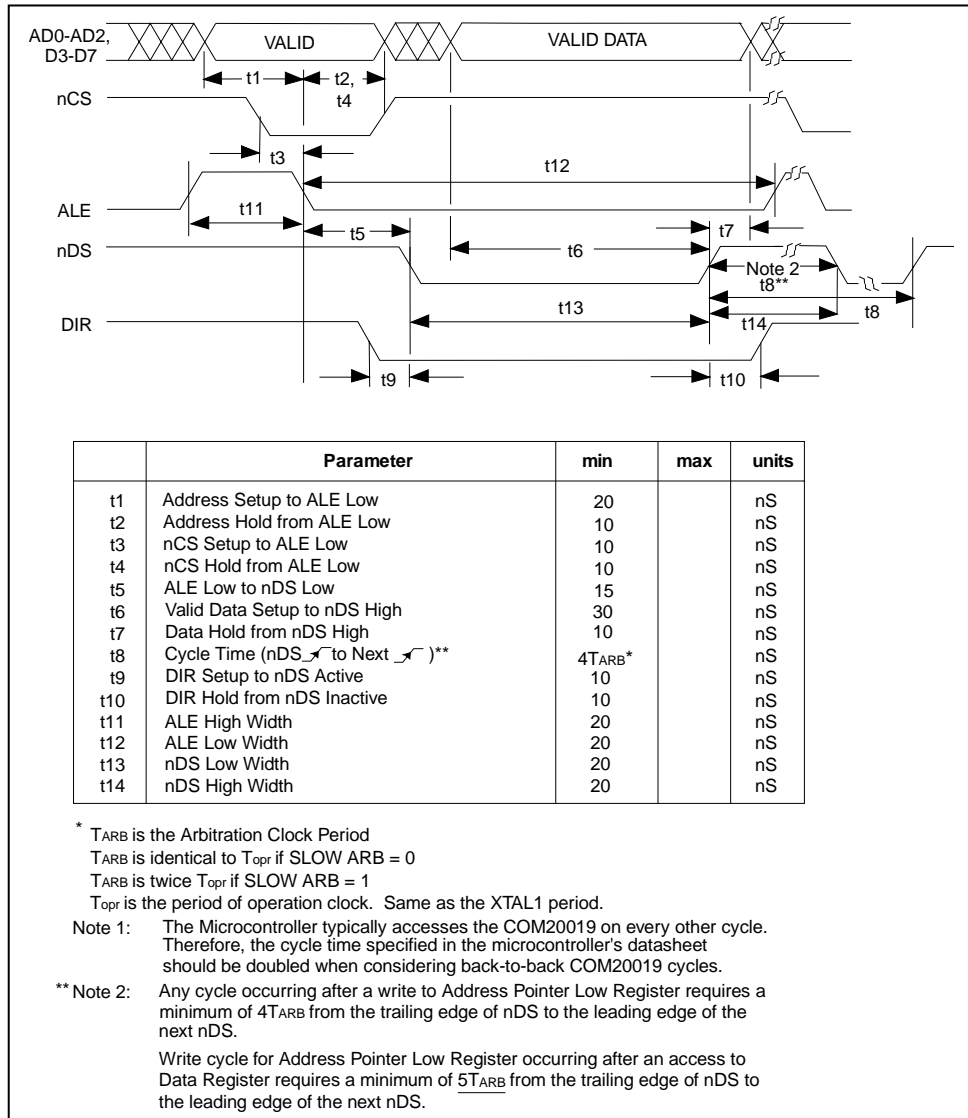 AD0-AD2,
D3-D7
VALID
VALID DATA
t1
t2,
t4
nCS
t3
t12
ALE
t11
t5
t7
nDS
t6
Note 2
t8**
t13
t8
DIR
t14
t9
t10
Parameter min max units
t1 Address Setup to ALE Low 20 nS
t2 Address Hold from ALE Low 10 nS
t3 nCS Setup to ALE Low 10 nS
t4 nCS Hold from ALE Low 10 nS
t5 ALE Low to nDS Low 15 nS
t6 Valid Data Setup to nDS High 30 nS
t7 Data Hold from nDS High 10 nS
t8 Cycle Time (nDS to Next )** 4TARB* nS
t9 DIR Setup to nDS Active 10 nS
t10 DIR Hold from nDS Inactive 10 nS
t11 ALE High Width 20 nS
t12 ALE Low Width 20 nS
t13 nDS Low Width 20 nS
t14 nDS High Width 20 nS
* TARB is the Arbitration Clock Period
TARB is identical to Topr if SLOW ARB = 0
TARB is twice Topr if SLOW ARB = 1
Topr is the period of operation clock. Same as the XTAL1 period.
Note 1: The Microcontroller typically accesses the COM20019 on every other cycle.
Therefore, the cycle time specified in the microcontroller's datasheet
should be doubled when considering back-to-back COM20019 cycles.
** Note 2: Any cycle occurring after a write to Address Pointer Low Register requires a
minimum of 4TARB from the trailing edge of nDS to the leading edge of the
next nDS.
Write cycle for Address Pointer Low Register occurring after an access to
Data Register requires a minimum of 5TARB from the trailing edge of nDS to
the leading edge of the next nDS.